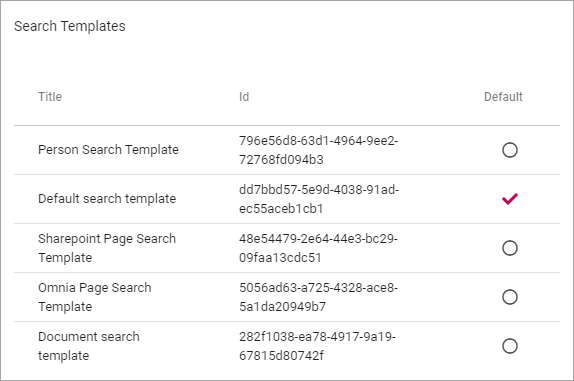 Search Templates
Title Id Default
Person Search Template 796e56d8-63d1-4964-9ee2-
72768fd094b3
Default search template dd7bbd57-5e9d-4038-91ad-
ec55aceb1cb1
Sharepoint Page Search 48e54479-2e64-44e3-bc29-
Template 09faa13cdc51
Omnia Page Search 5056ad63-a725-4328-ace8-
Template 5a1da20949b7
Document search 282f1038-ea78-4917-9a19-
template 67815d80742f